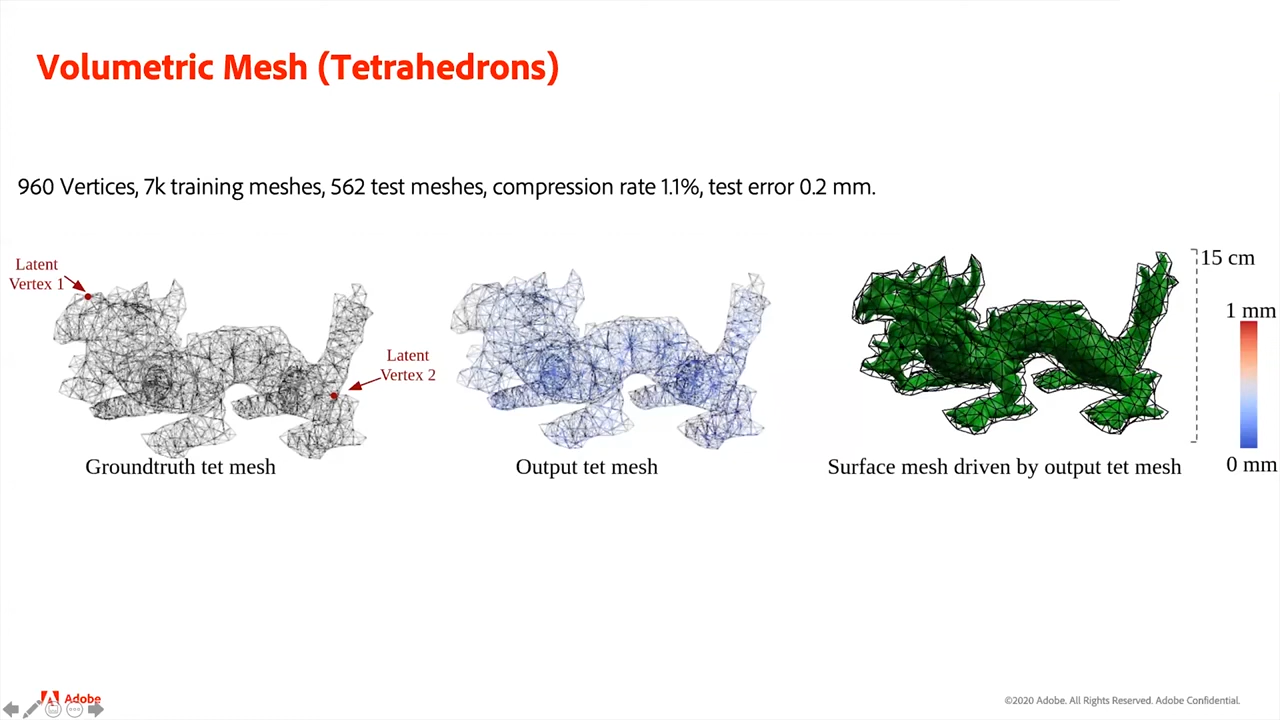 Volumetric Mesh (Tetrahedrons)
960 Vertices, 7k training meshes, 562 test meshes, compression rate 1.1%, test error 0.2 mm.
Latent
Vertex 1
Latent
Vertex 2
15 cm
1 mm
0 mm
Groundtruth tet mesh
Output tet mesh
Surface mesh driven by output tet mesh
Adobe
©2020 Adobe. All Rights Reserved. Adobe Confidential.